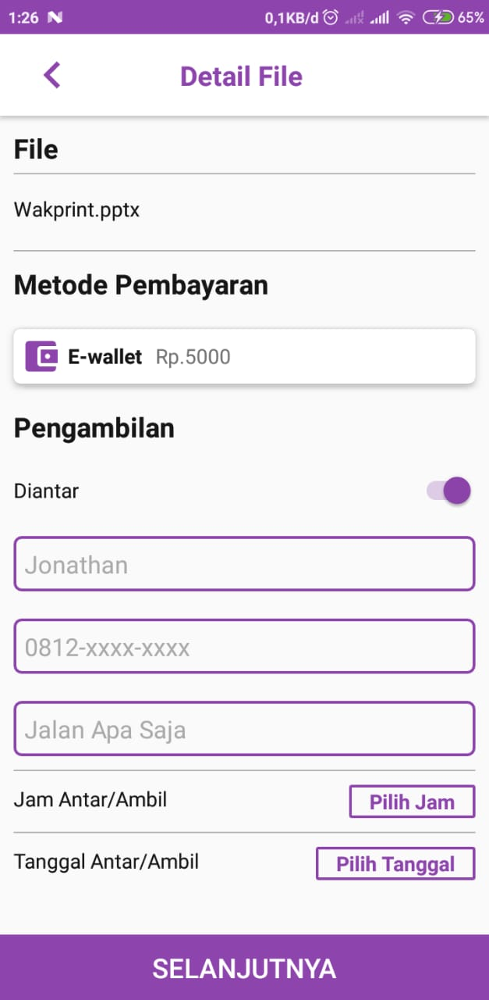 1:26 0,1KB/d 65%
Detail File
File
Wakprint.pptx
Metode Pembayaran
E-wallet Rp.5000
Pengambilan
Diantar
Jonathan
0812-xxxx-xxxx
Jalan Apa Saja
Jam Antar/Ambil Pilih Jam
Tanggal Antar/Ambil Pilih Tanggal
SELANJUTNYA